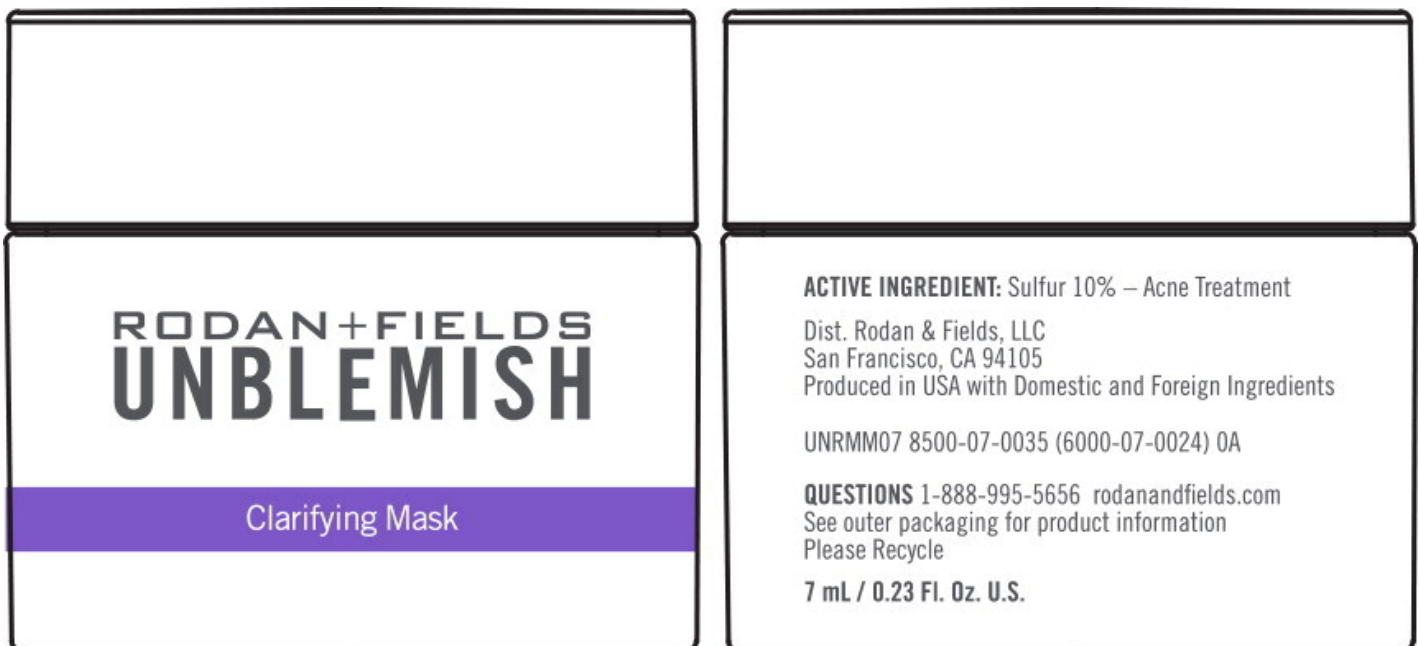 RODAN+FIELDS
UNBLEMISH
Clarifying Mask
ACTIVE INGREDIENT: Sulfur 10% – Acne Treatment
Dist. Rodan & Fields, LLC
San Francisco, CA 94105
Produced in USA with Domestic and Foreign Ingredients
UNRMM07 8500-07-0035 (6000-07-0024) 0A
QUESTIONS 1-888-995-5656 rodanandfields.com
See outer packaging for product information
Please Recycle
7 mL / 0.23 Fl. Oz. U.S.